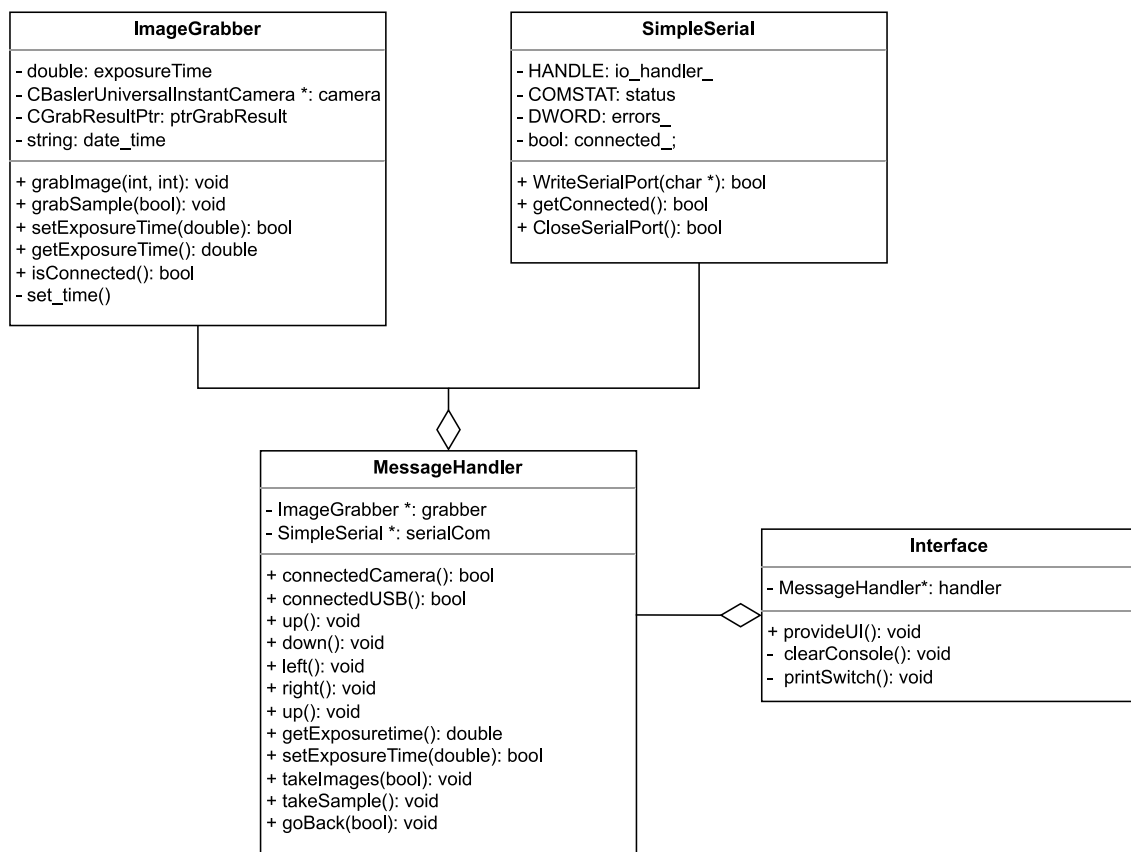 ImageGrabber
- double: exposureTime
- CBaslerUniversalInstantCamera *: camera
- CGrabResultPtr: ptrGrabResult
- string: date_time
+ grabImage(int, int): void
+ grabSample(bool): void
+ setExposureTime(double): bool
+ getExposureTime(): double
+ isConnected(): bool
- set_time()
SimpleSerial
- HANDLE: io_handler_
- COMSTAT: status
- DWORD: errors_
- bool: connected_;
+ WriteSerialPort(char *): bool
+ getConnected(): bool
+ CloseSerialPort(): bool
MessageHandler
- ImageGrabber *: grabber
- SimpleSerial *: serialCom
+ connectedCamera(): bool
+ connectedUSB(): bool
+ up(): void
+ down(): void
+ left(): void
+ right(): void
+ up(): void
+ getExposuretime(): double
+ setExposureTime(double): bool
+ takeImages(bool): void
+ takeSample(): void
+ goBack(bool): void
Interface
- MessageHandler*: handler
+ provideUI(): void
- clearConsole(): void
- printSwitch(): void